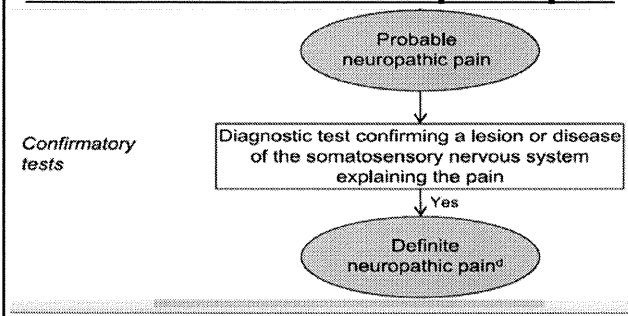 Probable
neuropathic pain
Confirmatory
tests
Diagnostic test confirming a lesion or disease
of the somatosensory nervous system
explaining the pain
Yes
Definite
neuropathic painᵈ